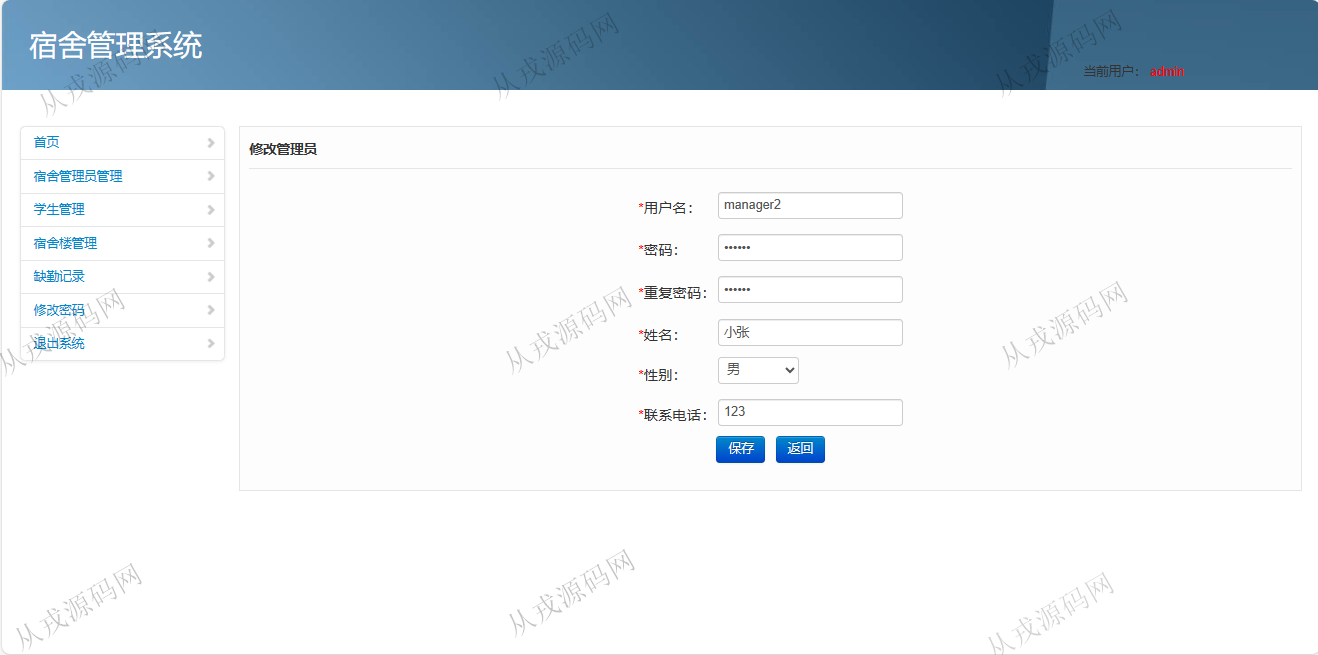 宿舍管理系统
当前用户： admin
首页
宿舍管理员管理
学生管理
宿舍楼管理
缺勤记录
修改密码
退出系统
修改管理员
*用户名： manager2
*密码： ••••••
*重复密码： ••••••
*姓名： 小张
*性别： 男
*联系电话： 123
保存 返回
从戎源码网
从戎源码网
从戎源码网
从戎源码网
从戎源码网
从戎源码网
从戎源码网
从戎源码网
从戎源码网